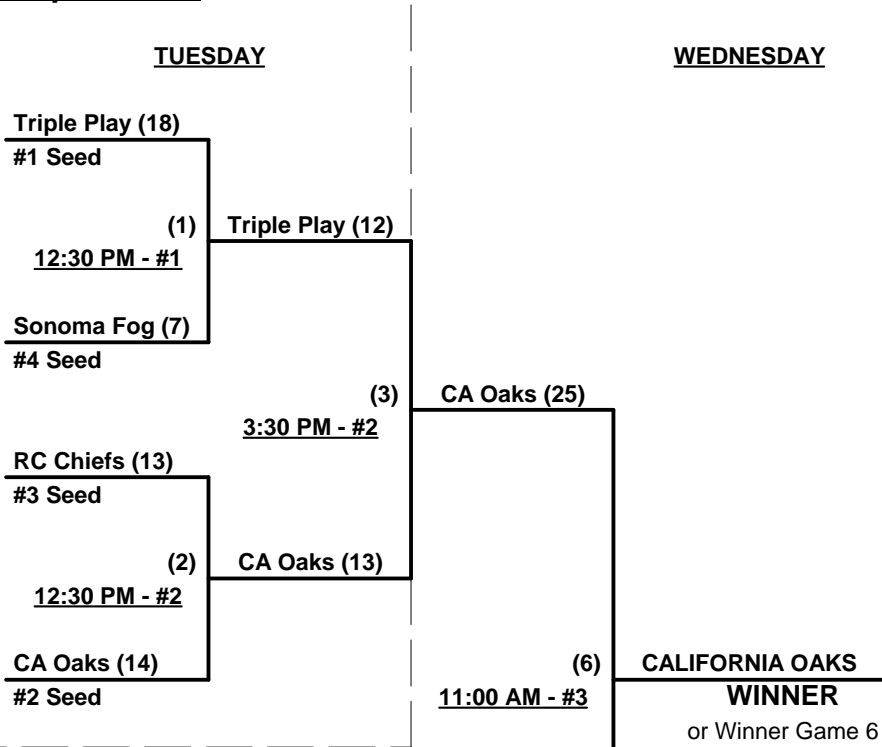 TUESDAY
WEDNESDAY
Triple Play (18)
#1 Seed
(1)
Triple Play (12)
12:30 PM - #1
Sonoma Fog (7)
#4 Seed
(3)
CA Oaks (25)
3:30 PM - #2
RC Chiefs (13)
#3 Seed
(2)
CA Oaks (13)
12:30 PM - #2
CA Oaks (14)
#2 Seed
(6)
CALIFORNIA OAKS
11:00 AM - #3
WINNER
or Winner Game 6